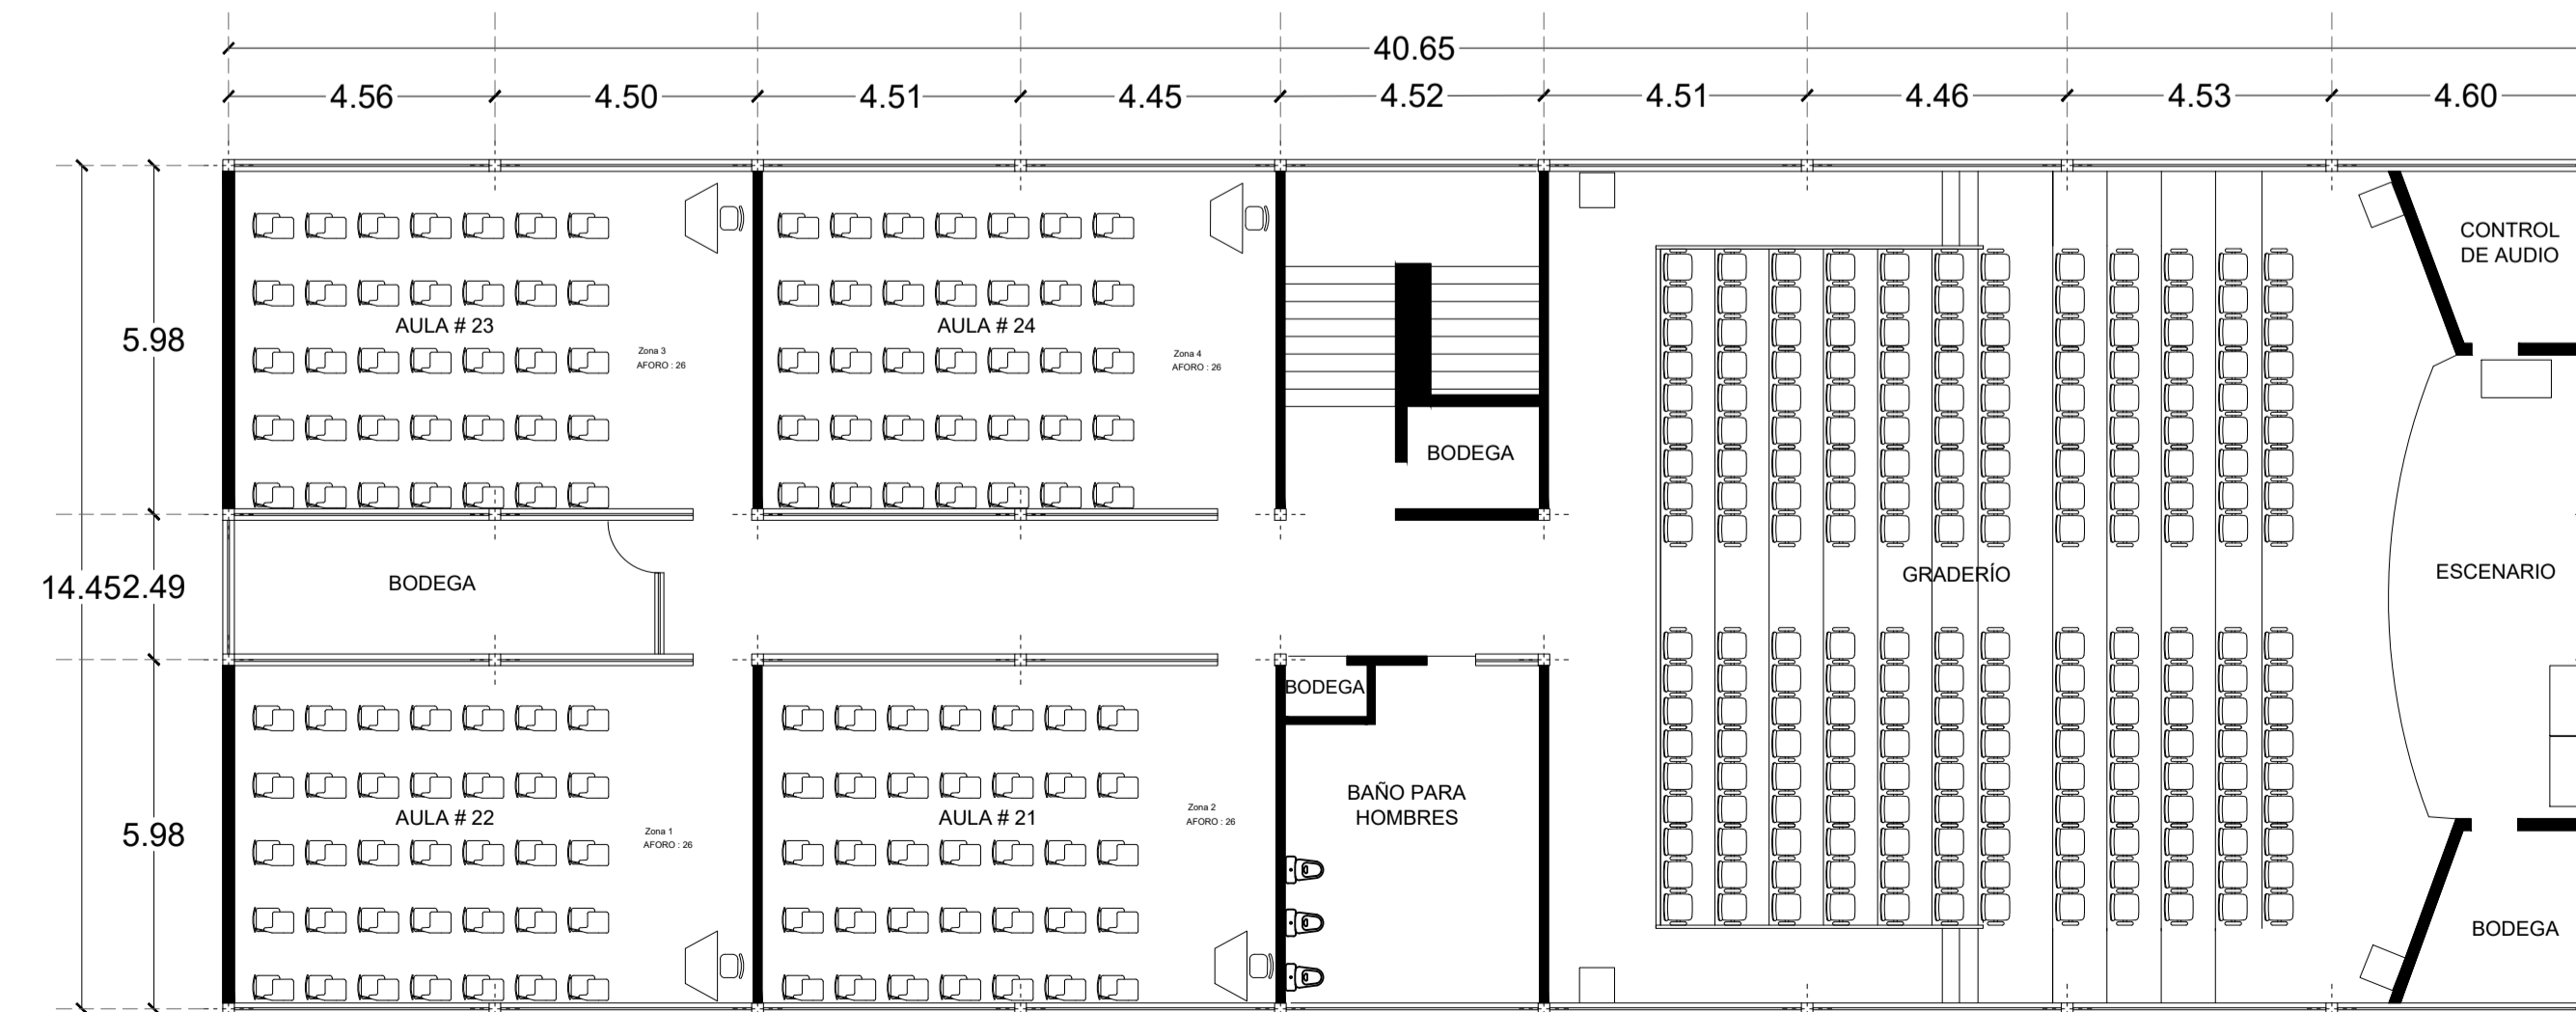 40.65
4.56 4.50 4.51 4.45 4.52 4.51 4.46 4.53 4.60
CONTROL
DE AUDIO
AULA # 23
AULA # 24
5.98
Zona 3
AFORO : 26
Zona 4
AFORO : 26
BODEGA
14.45
2.49
BODEGA
GRADERÍO
ESCENARIO
BODEGA
BAÑO PARA
HOMBRES
AULA # 22
AULA # 21
5.98
Zona 1
AFORO : 26
Zona 2
AFORO : 26
BODEGA